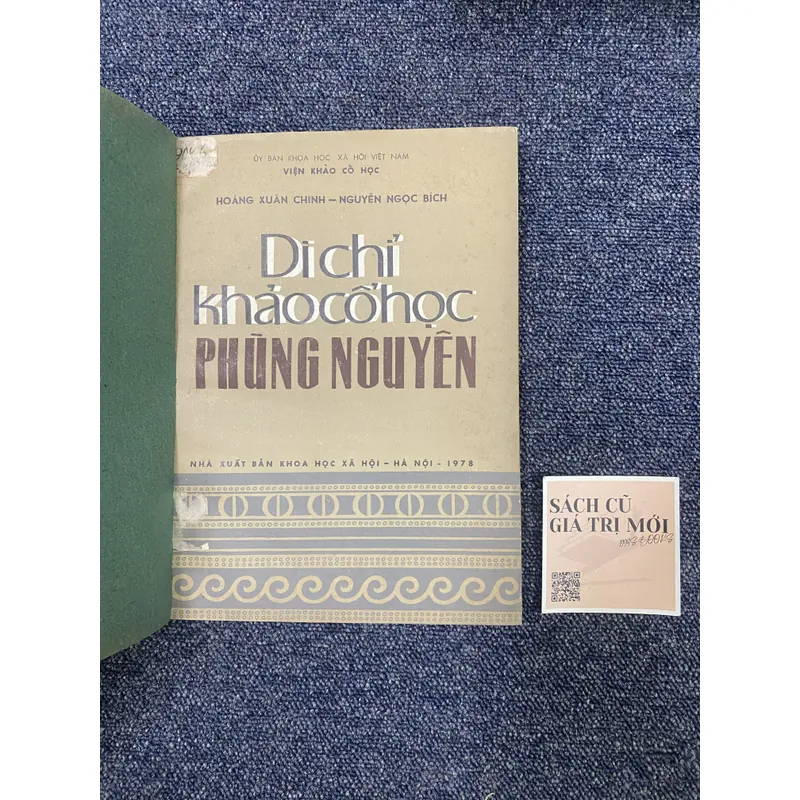 ỦY BAN KHOA HỌC XÃ HỘI VIỆT NAM
VIỆN KHẢO CỔ HỌC
HOÀNG XUÂN CHINH – NGUYỄN NGỌC BÍCH
Di chỉ
khảo cổ học
PHÙNG NGUYÊN
NHÀ XUẤT BẢN KHOA HỌC XÃ HỘI – HÀ NỘI - 1978
SÁCH CŨ
GIÁ TRỊ MỚI